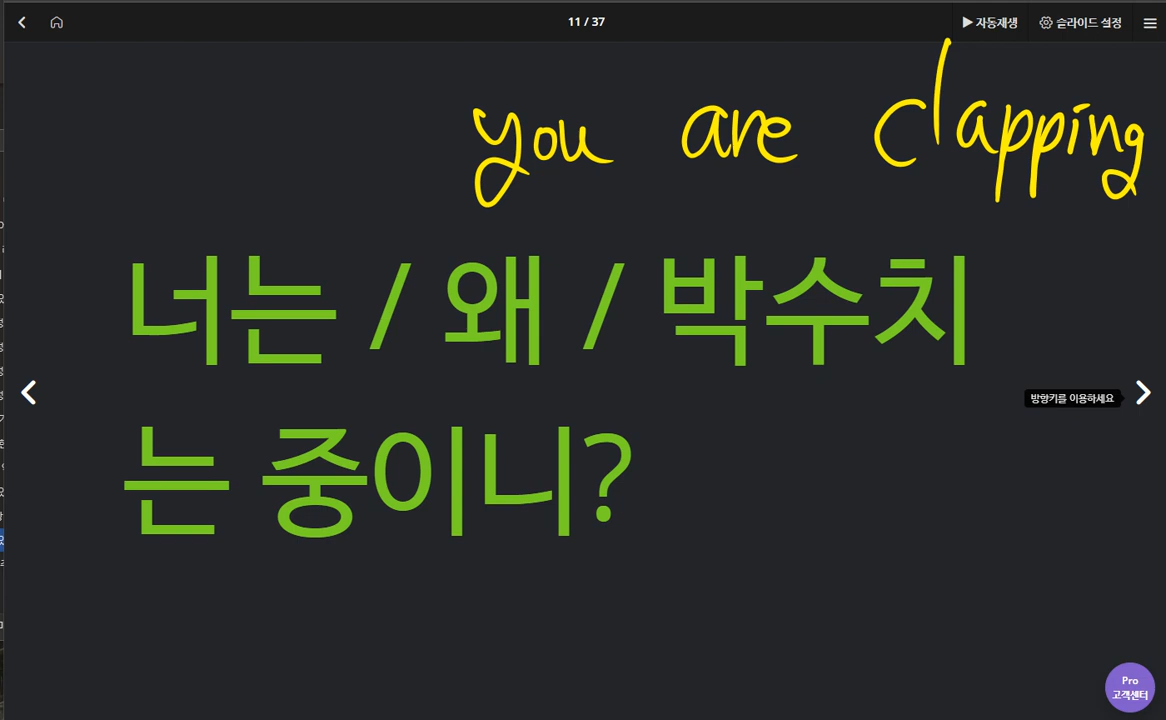 11 / 37
▶ 자동재생 슬라이드 설정
you are clapping
너는 / 왜 / 박수치
는 중이니?
방향키를 이용하세요
Pro
고객센터